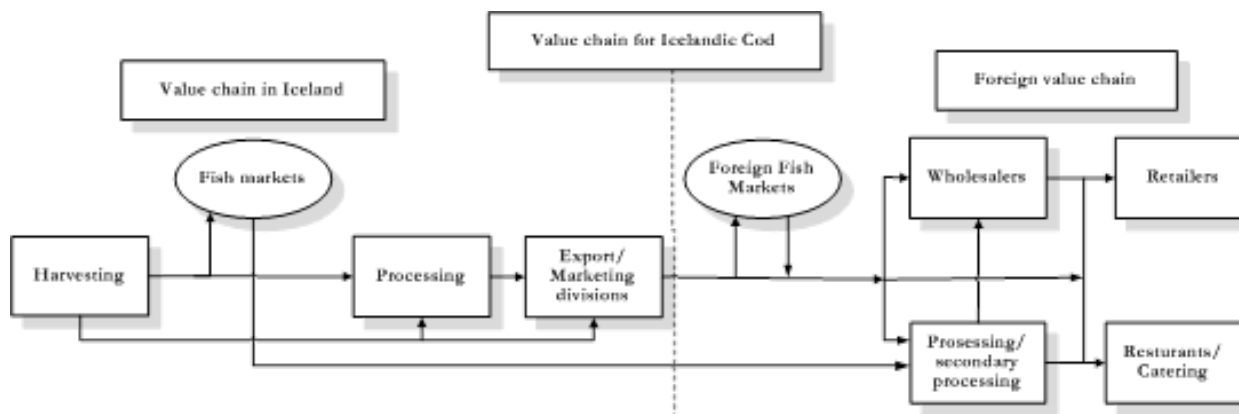 Value chain for Icelandic Cod
Value chain in Iceland
Foreign value chain
Fish markets
Foreign Fish
Markets
Wholesalers
Retailers
Harvesting
Processing
Export/
Marketing
divisions
Prosessing/
secondary
processing
Resturants/
Catering